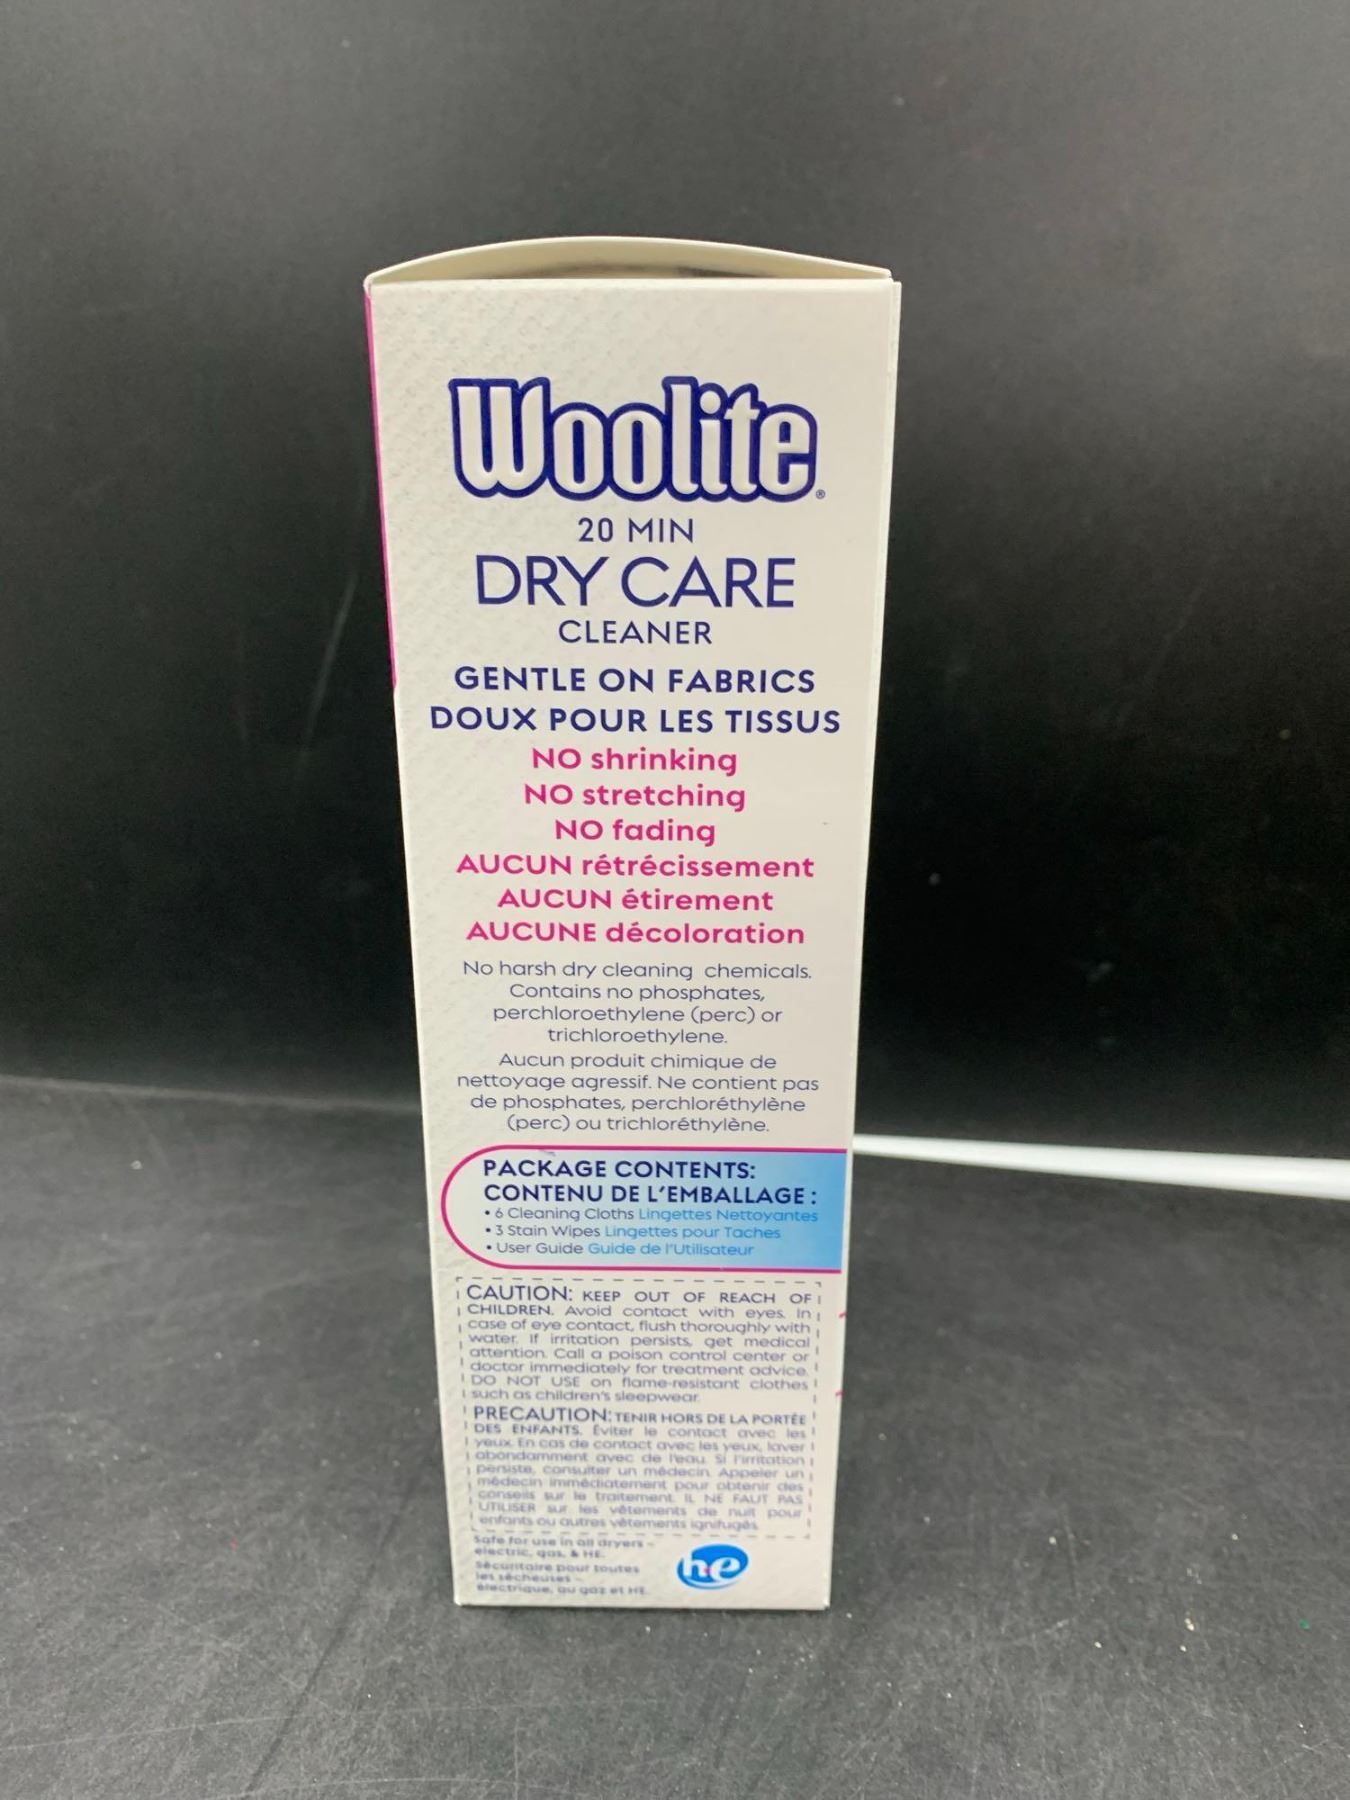 Woolite®
20 MIN
DRY CARE
CLEANER
GENTLE ON FABRICS
DOUX POUR LES TISSUS
NO shrinking
NO stretching
NO fading
AUCUN rétrécissement
AUCUN étirement
AUCUNE décoloration
No harsh dry cleaning chemicals.
Contains no phosphates,
perchloroethylene (perc) or
trichloroethylene.
Aucun produit chimique de
nettoyage agressif. Ne contient pas
de phosphates, perchloréthylène
(perc) ou trichloréthylène.
PACKAGE CONTENTS:
CONTENU DE L'EMBALLAGE :
• 6 Cleaning Cloths Lingettes Nettoyantes
• 3 Stain Wipes Lingettes pour Taches
• User Guide Guide de l'Utilisateur
CAUTION: KEEP OUT OF REACH OF
CHILDREN. Avoid contact with eyes. In
case of eye contact, flush thoroughly with
water. If irritation persists, get medical
attention. Call a poison control center or
doctor immediately for treatment advice.
DO NOT USE on flame-resistant clothes
such as children's sleepwear.
PRECAUTION: TENIR HORS DE LA PORTÉE
DES ENFANTS. Éviter le contact avec les
yeux. En cas de contact avec les yeux, laver
abondamment avec de l'eau. Si l'irritation
persiste, consulter un médecin. Appeler un
médecin immédiatement pour obtenir des
conseils sur le traitement. IL NE FAUT PAS
UTILISER sur les vêtements de nuit pour
enfants ou autres vêtements ignifugés.
Safe for use in all dryers –
electric, gas, & HE.
Sécuritaire pour toutes
les sécheuses –
électrique, au gaz et HE.
he